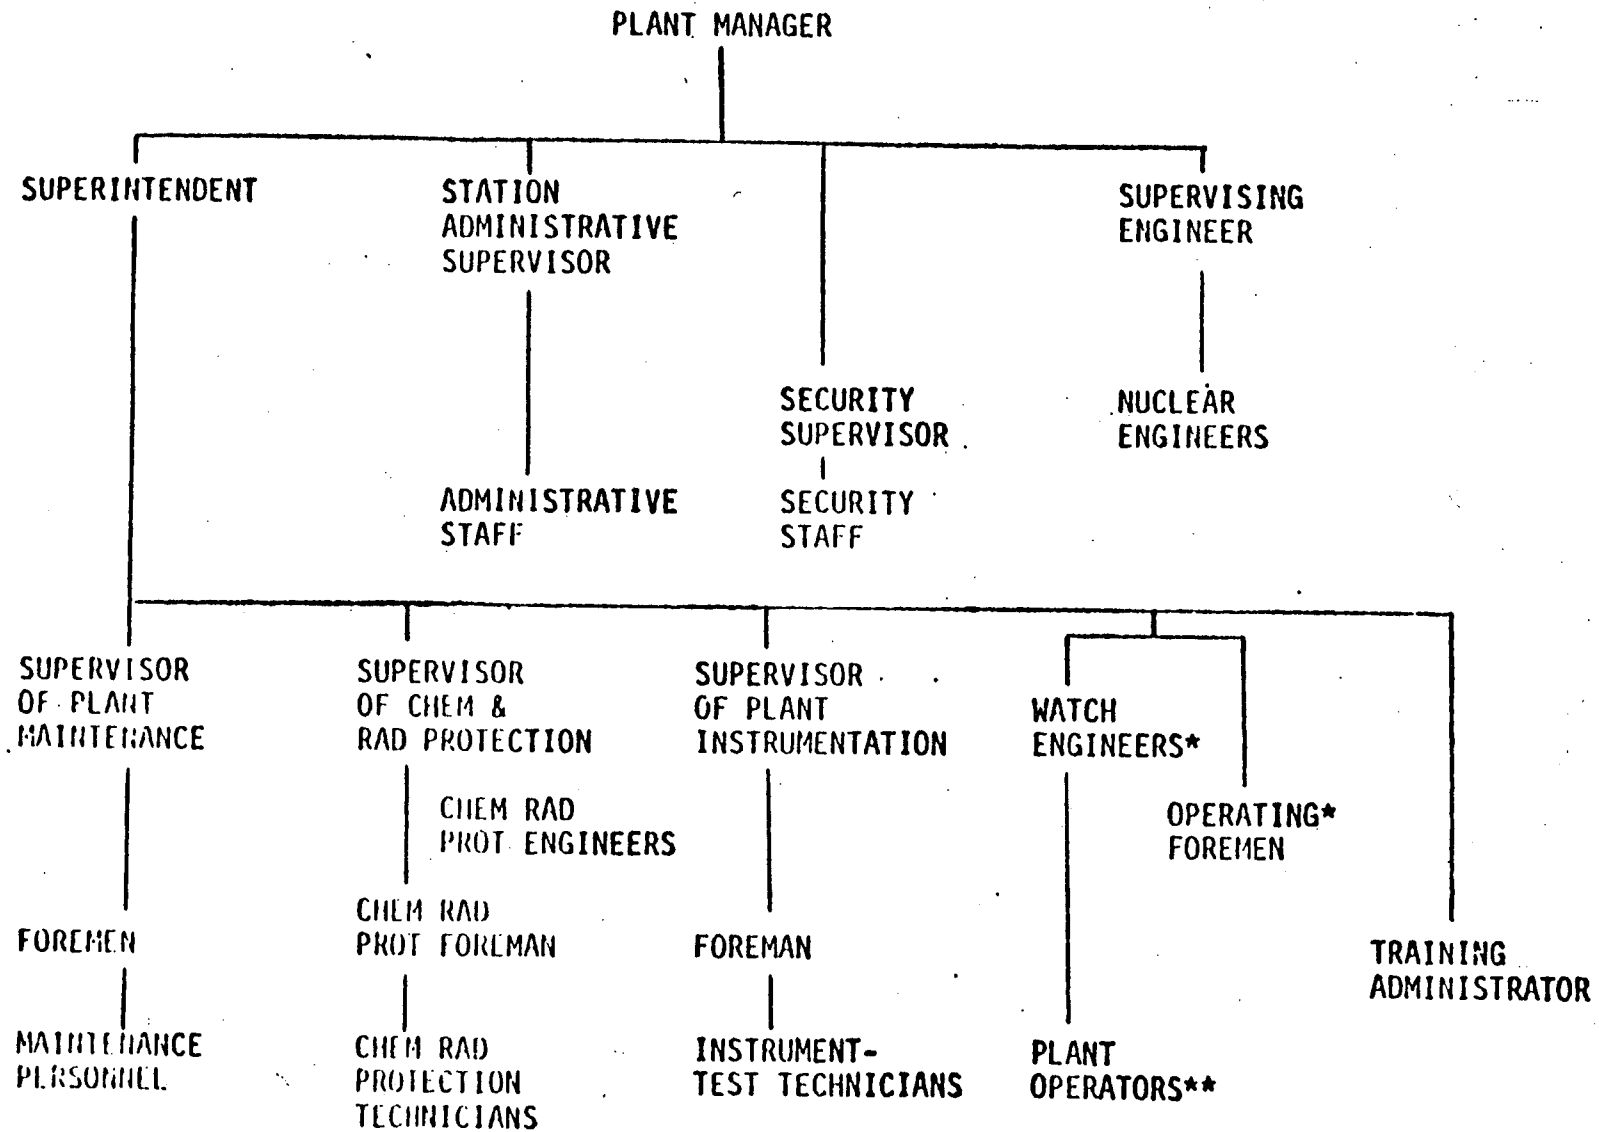 PLANT MANAGER
SUPERINTENDENT
STATION
ADMINISTRATIVE
SUPERVISOR
SUPERVISING
ENGINEER
SECURITY
SUPERVISOR
NUCLEAR
ENGINEERS
ADMINISTRATIVE
STAFF
SECURITY
STAFF
SUPERVISOR
OF PLANT
MAINTENANCE
SUPERVISOR
OF CHEM &
RAD PROTECTION
SUPERVISOR
OF PLANT
INSTRUMENTATION
WATCH
ENGINEERS*
CHEM RAD
PROT ENGINEERS
OPERATING*
FOREMEN
FOREMEN
CHEM RAD
PROT FOREMAN
FOREMAN
TRAINING
ADMINISTRATOR
MAINTENANCE
PERSONNEL
CHEM RAD
PROTECTION
TECHNICIANS
INSTRUMENT-
TEST TECHNICIANS
PLANT
OPERATORS**